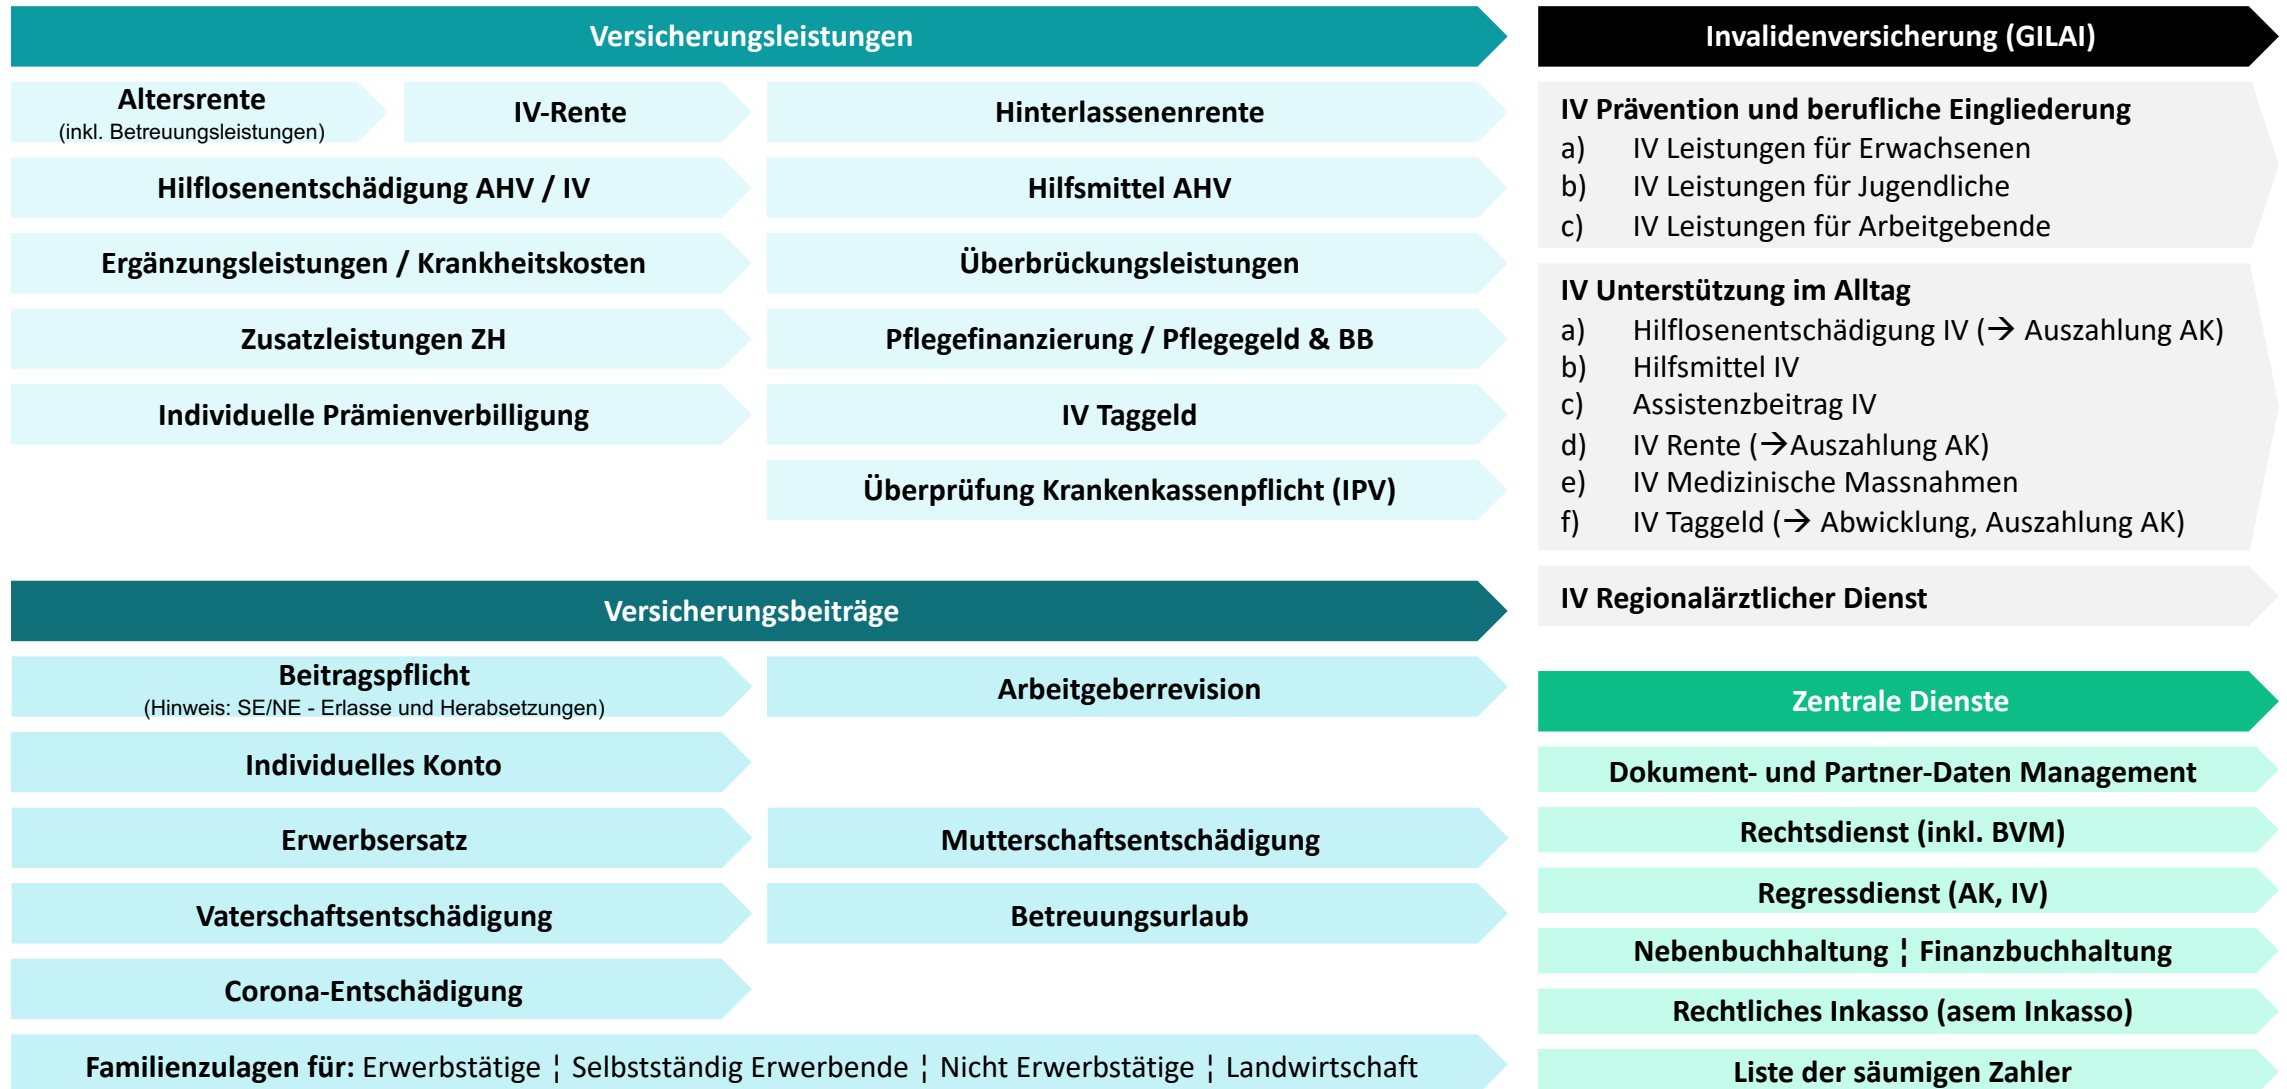 Versicherungsleistungen
Altersrente
(inkl. Betreuungsleistungen)
IV-Rente
Hinterlassenenrente
Hilflosenentschädigung AHV / IV
Hilfsmittel AHV
Ergänzungsleistungen / Krankheitskosten
Überbrückungsleistungen
Zusatzleistungen ZH
Pflegefinanzierung / Pflegegeld & BB
Individuelle Prämienverbilligung
IV Taggeld
Überprüfung Krankenkassenpflicht (IPV)
Versicherungsbeiträge
Beitragspflicht
(Hinweis: SE/NE - Erlasse und Herabsetzungen)
Arbeitgeberrevision
Individuelles Konto
Erwerbsersatz
Mutterschaftsentschädigung
Vaterschaftsentschädigung
Betreuungsurlaub
Corona-Entschädigung
Familienzulagen für: Erwerbstätige ¦ Selbstständig Erwerbende ¦ Nicht Erwerbstätige ¦ Landwirtschaft
Invalidenversicherung (GILAI)
IV Prävention und berufliche Eingliederung
a) IV Leistungen für Erwachsenen
b) IV Leistungen für Jugendliche
c) IV Leistungen für Arbeitgebende
IV Unterstützung im Alltag
a) Hilflosenentschädigung IV (→ Auszahlung AK)
b) Hilfsmittel IV
c) Assistenzbeitrag IV
d) IV Rente (→Auszahlung AK)
e) IV Medizinische Massnahmen
f) IV Taggeld (→ Abwicklung, Auszahlung AK)
IV Regionalärztlicher Dienst
Zentrale Dienste
Dokument- und Partner-Daten Management
Rechtsdienst (inkl. BVM)
Regressdienst (AK, IV)
Nebenbuchhaltung ¦ Finanzbuchhaltung
Rechtliches Inkasso (asem Inkasso)
Liste der säumigen Zahler